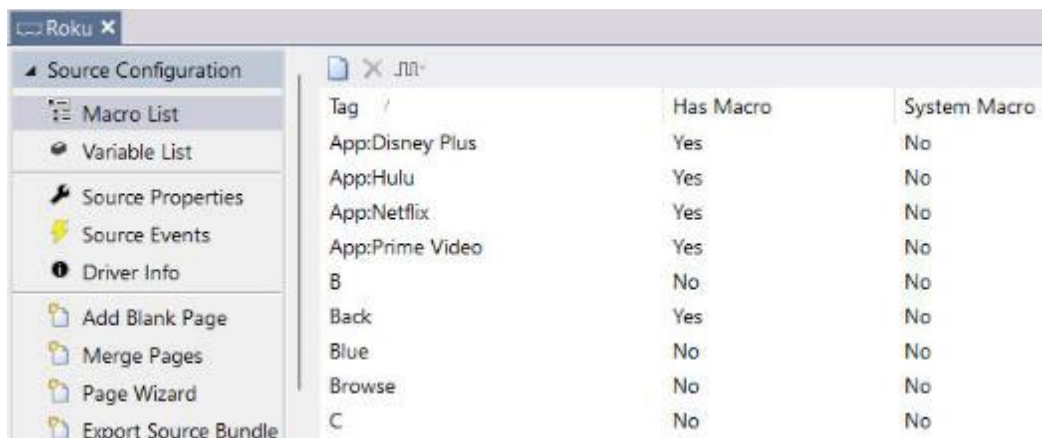 Roku
Source Configuration
Macro List
Variable List
Source Properties
Source Events
Driver Info
Add Blank Page
Merge Pages
Page Wizard
Export Source Bundle
Tag / Has Macro System Macro
App:Disney Plus Yes No
App:Hulu Yes No
App:Netflix Yes No
App:Prime Video Yes No
B No No
Back Yes No
Blue No No
Browse No No
C No No